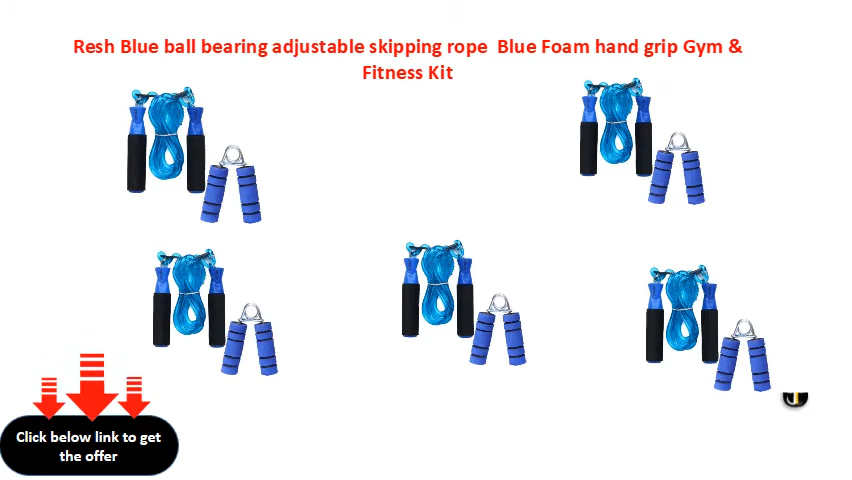 Resh Blue ball bearing adjustable skipping rope Blue Foam hand grip Gym &
Fitness Kit
Click below link to get
the offer